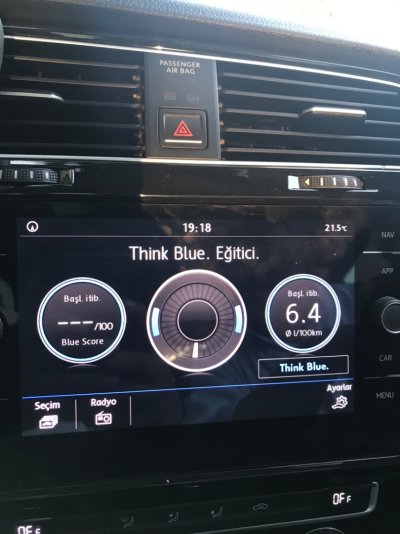 PASSENGER
AIR BAG
19:18
21.5°C
Think Blue. Eğitici.
Başl. itib.
---/100
Blue Score
Başl. itib.
6.4
Ø l/100km
Think Blue.
Seçim
Radyo
Ayarlar
NAV
APP
CAR
MENU
OFF
OFF